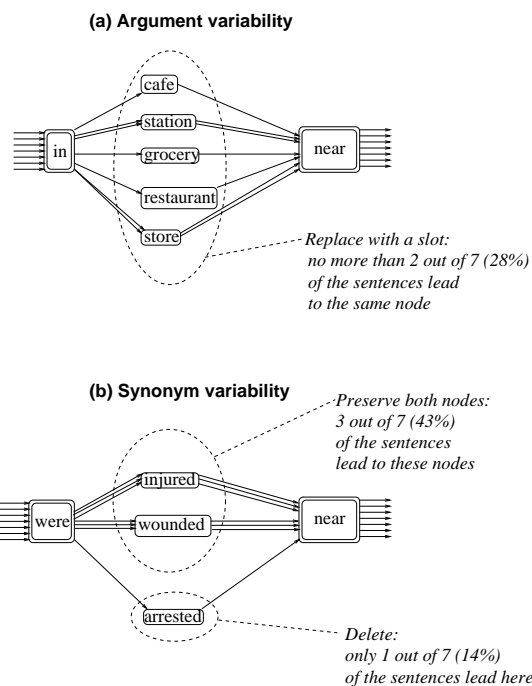 (a) Argument variability
cafe
station
grocery
in
near
restaurant
store
Replace with a slot:
no more than 2 out of 7 (28%)
of the sentences lead
to the same node
(b) Synonym variability
Preserve both nodes:
3 out of 7 (43%)
of the sentences
lead to these nodes
injured
were
wounded
near
arrested
Delete:
only 1 out of 7 (14%)
of the sentences lead here